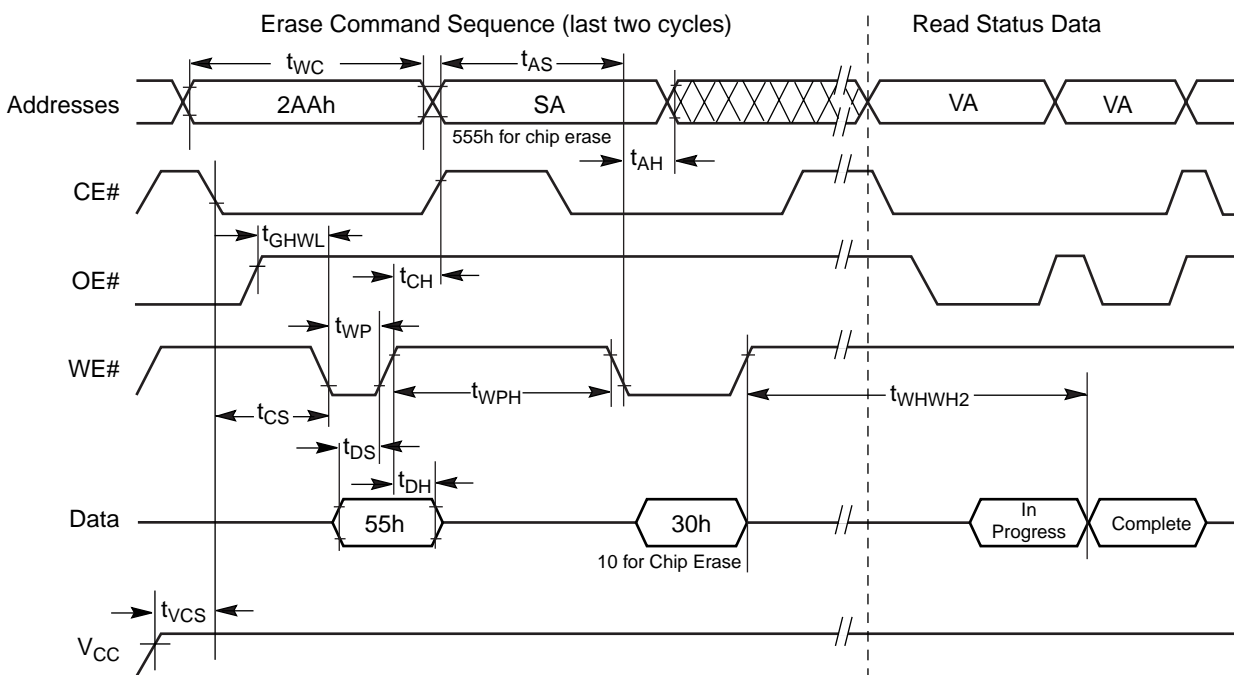 Erase Command Sequence (last two cycles)
Read Status Data
tWC
tAS
Addresses
2AAh
SA
VA
VA
555h for chip erase
tAH
CE#
tGHWL
OE#
tCH
tWP
WE#
tWPH
tWHWH2
tCS
tDS
tDH
Data
55h
30h
In
Progress
Complete
10 for Chip Erase
tVCS
VCC